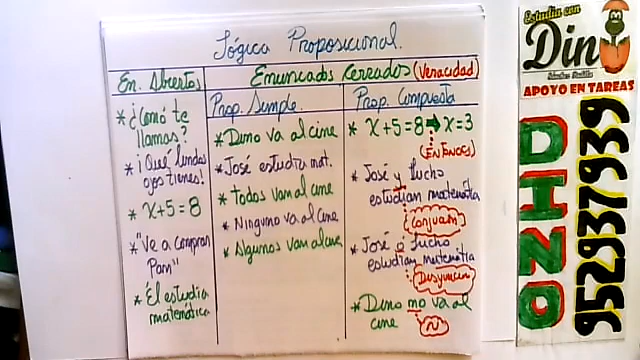 Lógica Proposicional.
En. Abiertos
Enunciados Cerrados (Veracidad)
Prop. Simple
Prop. Compuesta
* ¿Comó te
llamas?
* ¡Qué lindos
ojos tienes!
* x+5=8
* "Ve a comprar
Pan"
* Él estudia
matemática
* Dino va al cine
* José estudia mat.
* Todos van al cine
* Ninguno va al cine
* Algunos van al cine
* x+5=8 → x=3
(ENTONCES)
* José y Lucho
estudian matemática
Conjunción
* José o Lucho
estudian matemática
Disyunción
* Dino no va al
cine
~
Estudia con
Dino
APOYO EN TAREAS
DINO
952937939